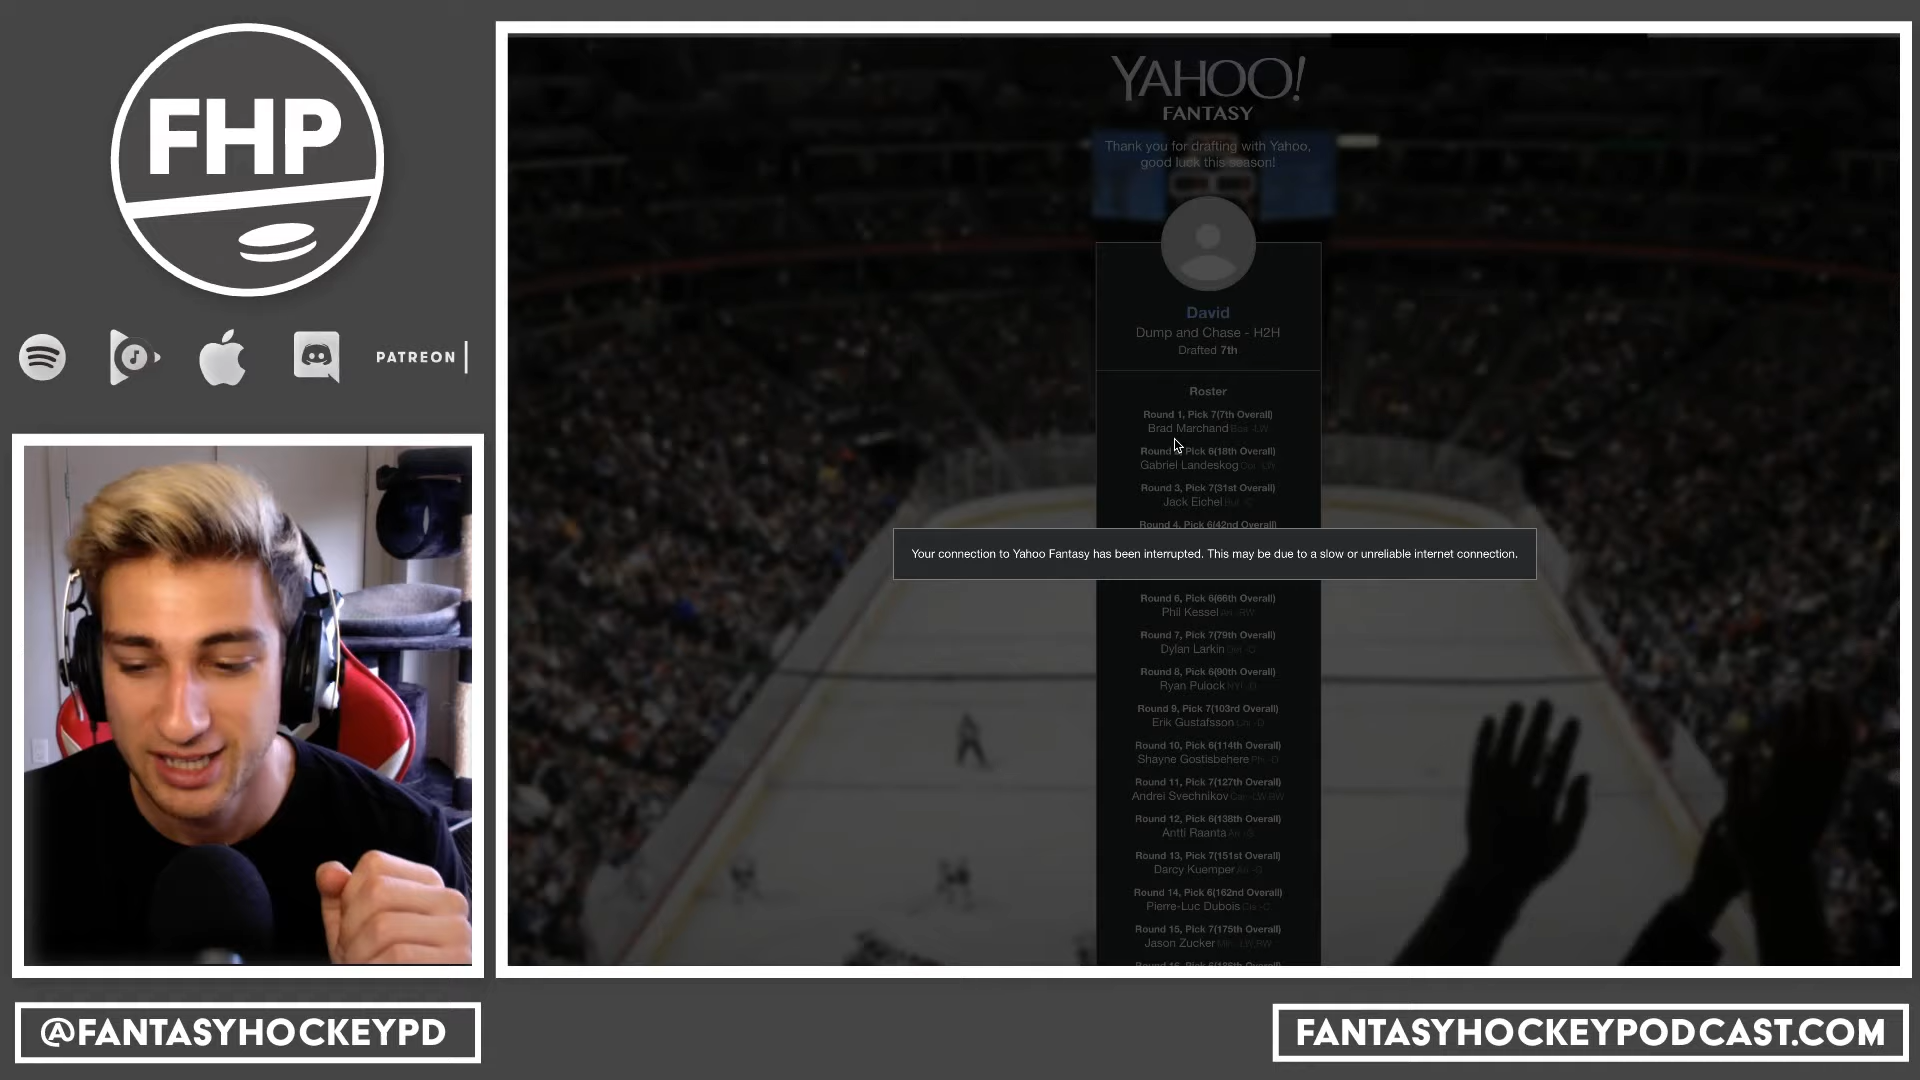 FHP
PATREON
@FANTASYHOCKEYPD
YAHOO!
FANTASY
Thank you for drafting with Yahoo,
good luck this season!
David
Dump and Chase - H2H
Drafted 7th
Roster
Round 1, Pick 7(7th Overall)
Brad Marchand
Round Pick 6(18th Overall)
Gabriel Landeskog
Round 3, Pick 7(31st Overall)
Jack Eichel
Round 4, Pick 6(42nd Overall)
Your connection to Yahoo Fantasy has been interrupted. This may be due to a slow or unreliable internet connection.
Round 6, Pick 6(66th Overall)
Phil Kessel
Round 7, Pick 7(79th Overall)
Dylan Larkin
Round 8, Pick 6(90th Overall)
Ryan Pulock
Round 9, Pick 7(103rd Overall)
Erik Gustafsson
Round 10, Pick 6(114th Overall)
Shayne Gostisbehere
Round 11, Pick 7(127th Overall)
Andrei Svechnikov
Round 12, Pick 6(138th Overall)
Antti Raanta
Round 13, Pick 7(151st Overall)
Darcy Kuemper
Round 14, Pick 6(162nd Overall)
Pierre-Luc Dubois
Round 15, Pick 7(175th Overall)
Jason Zucker
FANTASYHOCKEYPODCAST.COM